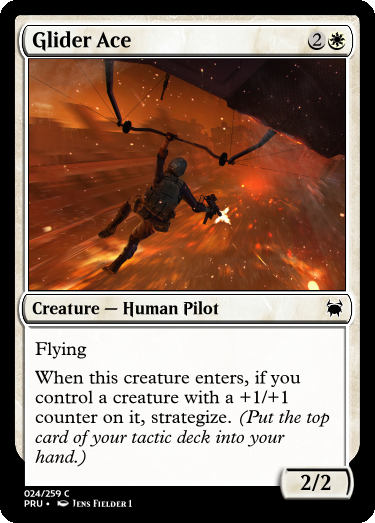 Glider Ace 2
Creature — Human Pilot
Flying
When this creature enters, if you
control a creature with a +1/+1
counter on it, strategize. (Put the top
card of your tactic deck into your
hand.)
2/2
024/259 C
PRU • Jens Fielder 1